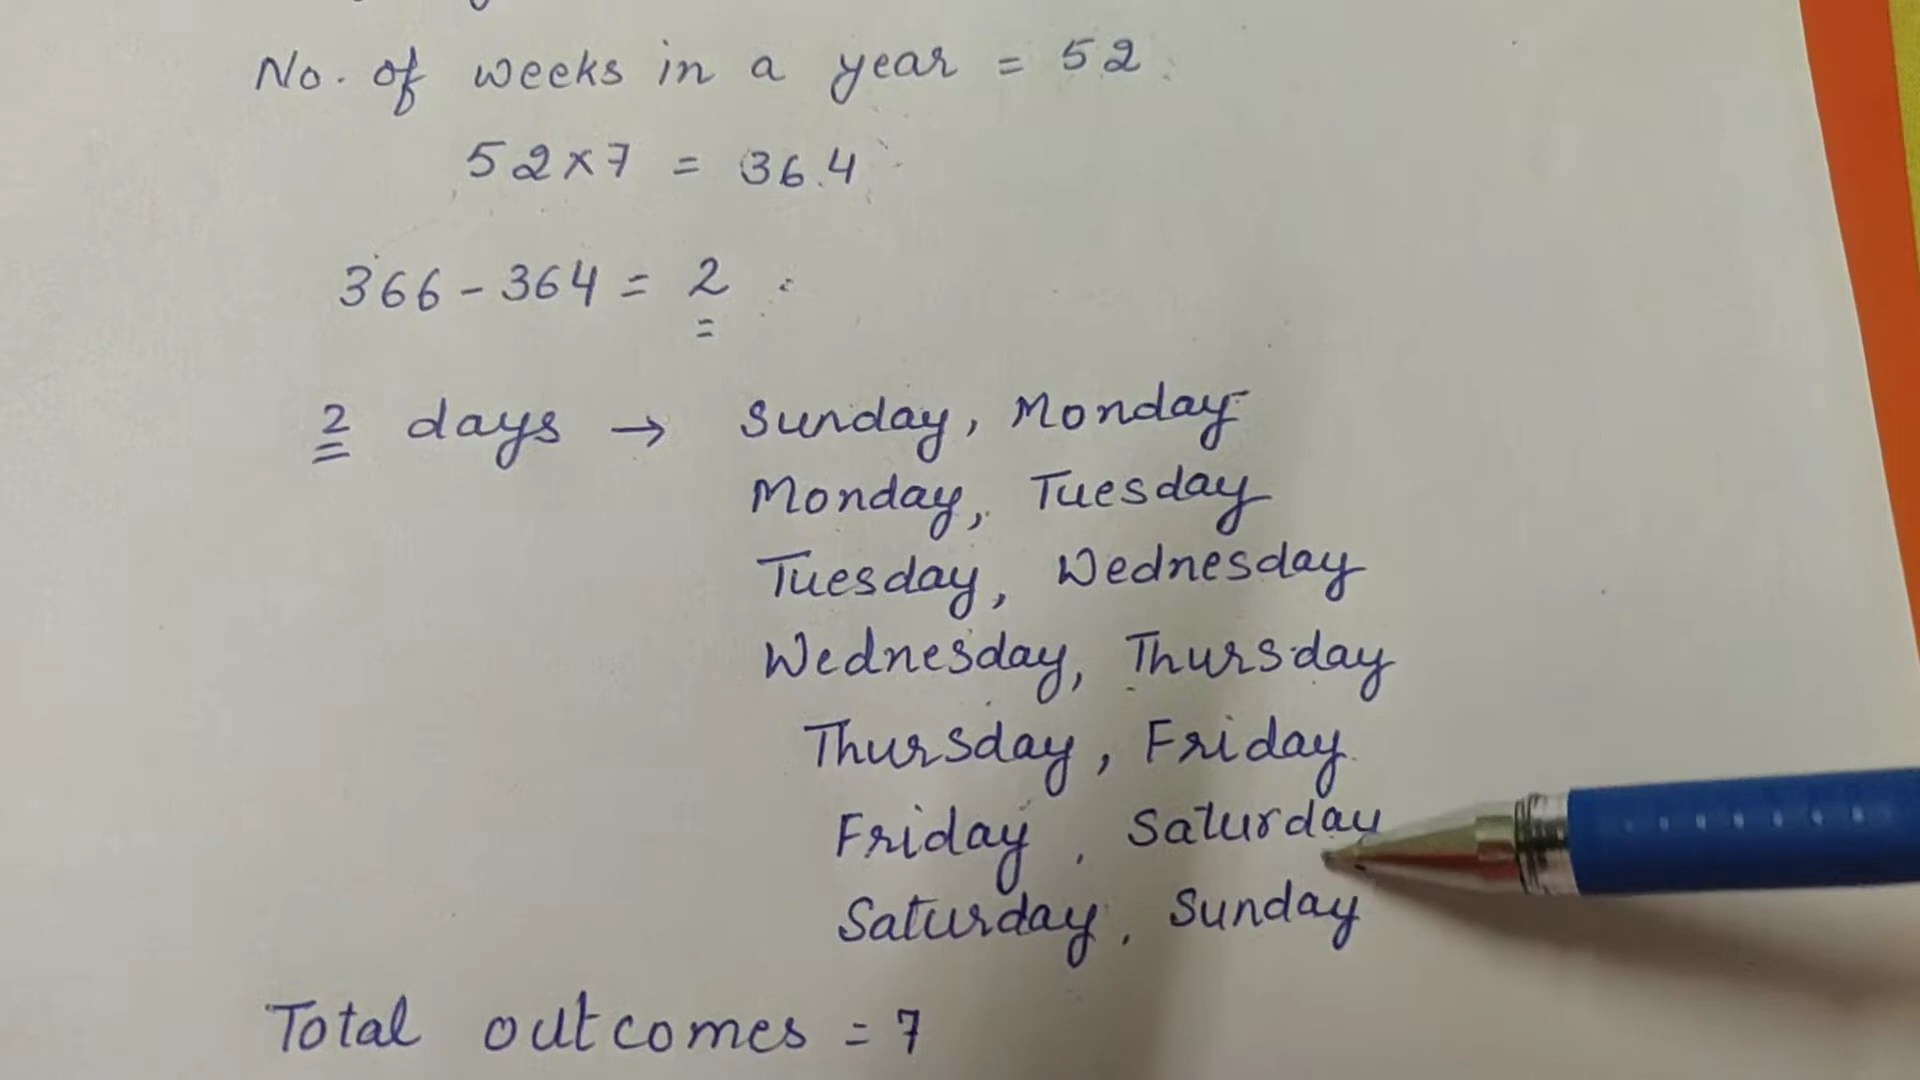 No. of weeks in a year = 52
52×7 = 364
366-364 = 2
2 days → Sunday, Monday
Monday, Tuesday
Tuesday, Wednesday
Wednesday, Thursday
Thursday, Friday
Friday, Saturday
Saturday, Sunday
Total outcomes = 7